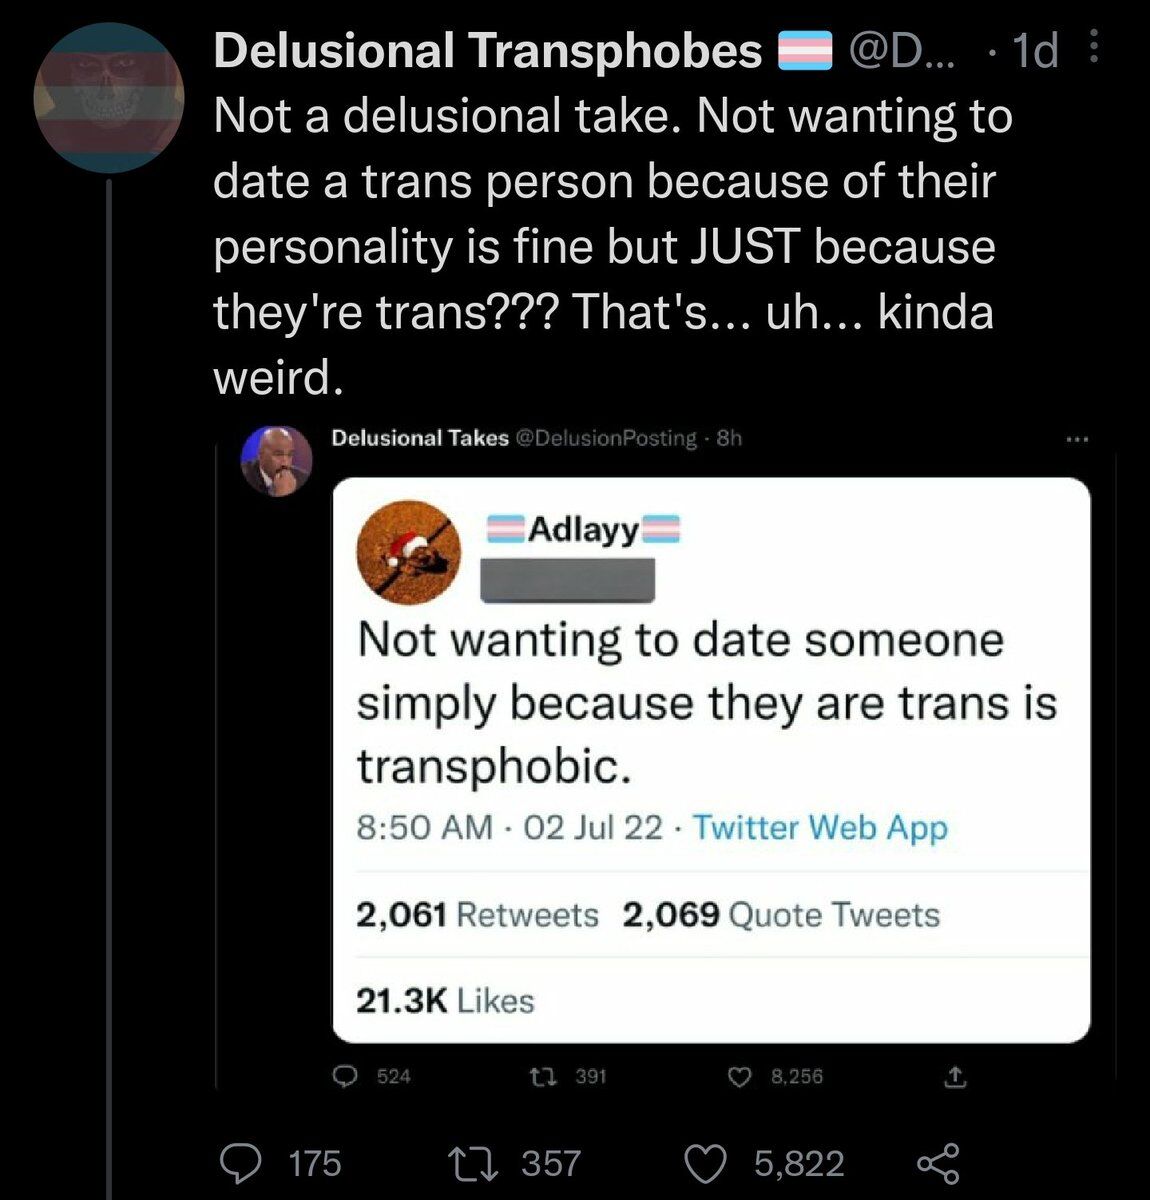 Delusional Transphobes @D... · 1d
Not a delusional take. Not wanting to
date a trans person because of their
personality is fine but JUST because
they're trans??? That's... uh... kinda
weird.
Delusional Takes @DelusionPosting · 8h
Adlayy
Not wanting to date someone
simply because they are trans is
transphobic.
8:50 AM · 02 Jul 22 · Twitter Web App
2,061 Retweets 2,069 Quote Tweets
21.3K Likes
524 391 8,256
175 357 5,822